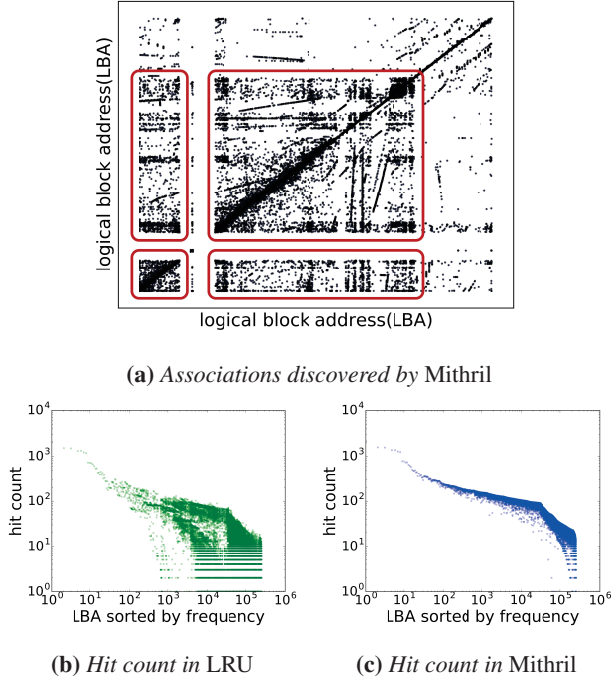 logical block address(LBA)
logical block address(LBA)
(a) Associations discovered by Mithril
10^4
10^3
10^2
10^1
10^0
hit count
10^0 10^1 10^2 10^3 10^4 10^5 10^6
LBA sorted by frequency
10^4
10^3
10^2
10^1
10^0
hit count
10^0 10^1 10^2 10^3 10^4 10^5 10^6
LBA sorted by frequency
(b) Hit count in LRU
(c) Hit count in Mithril